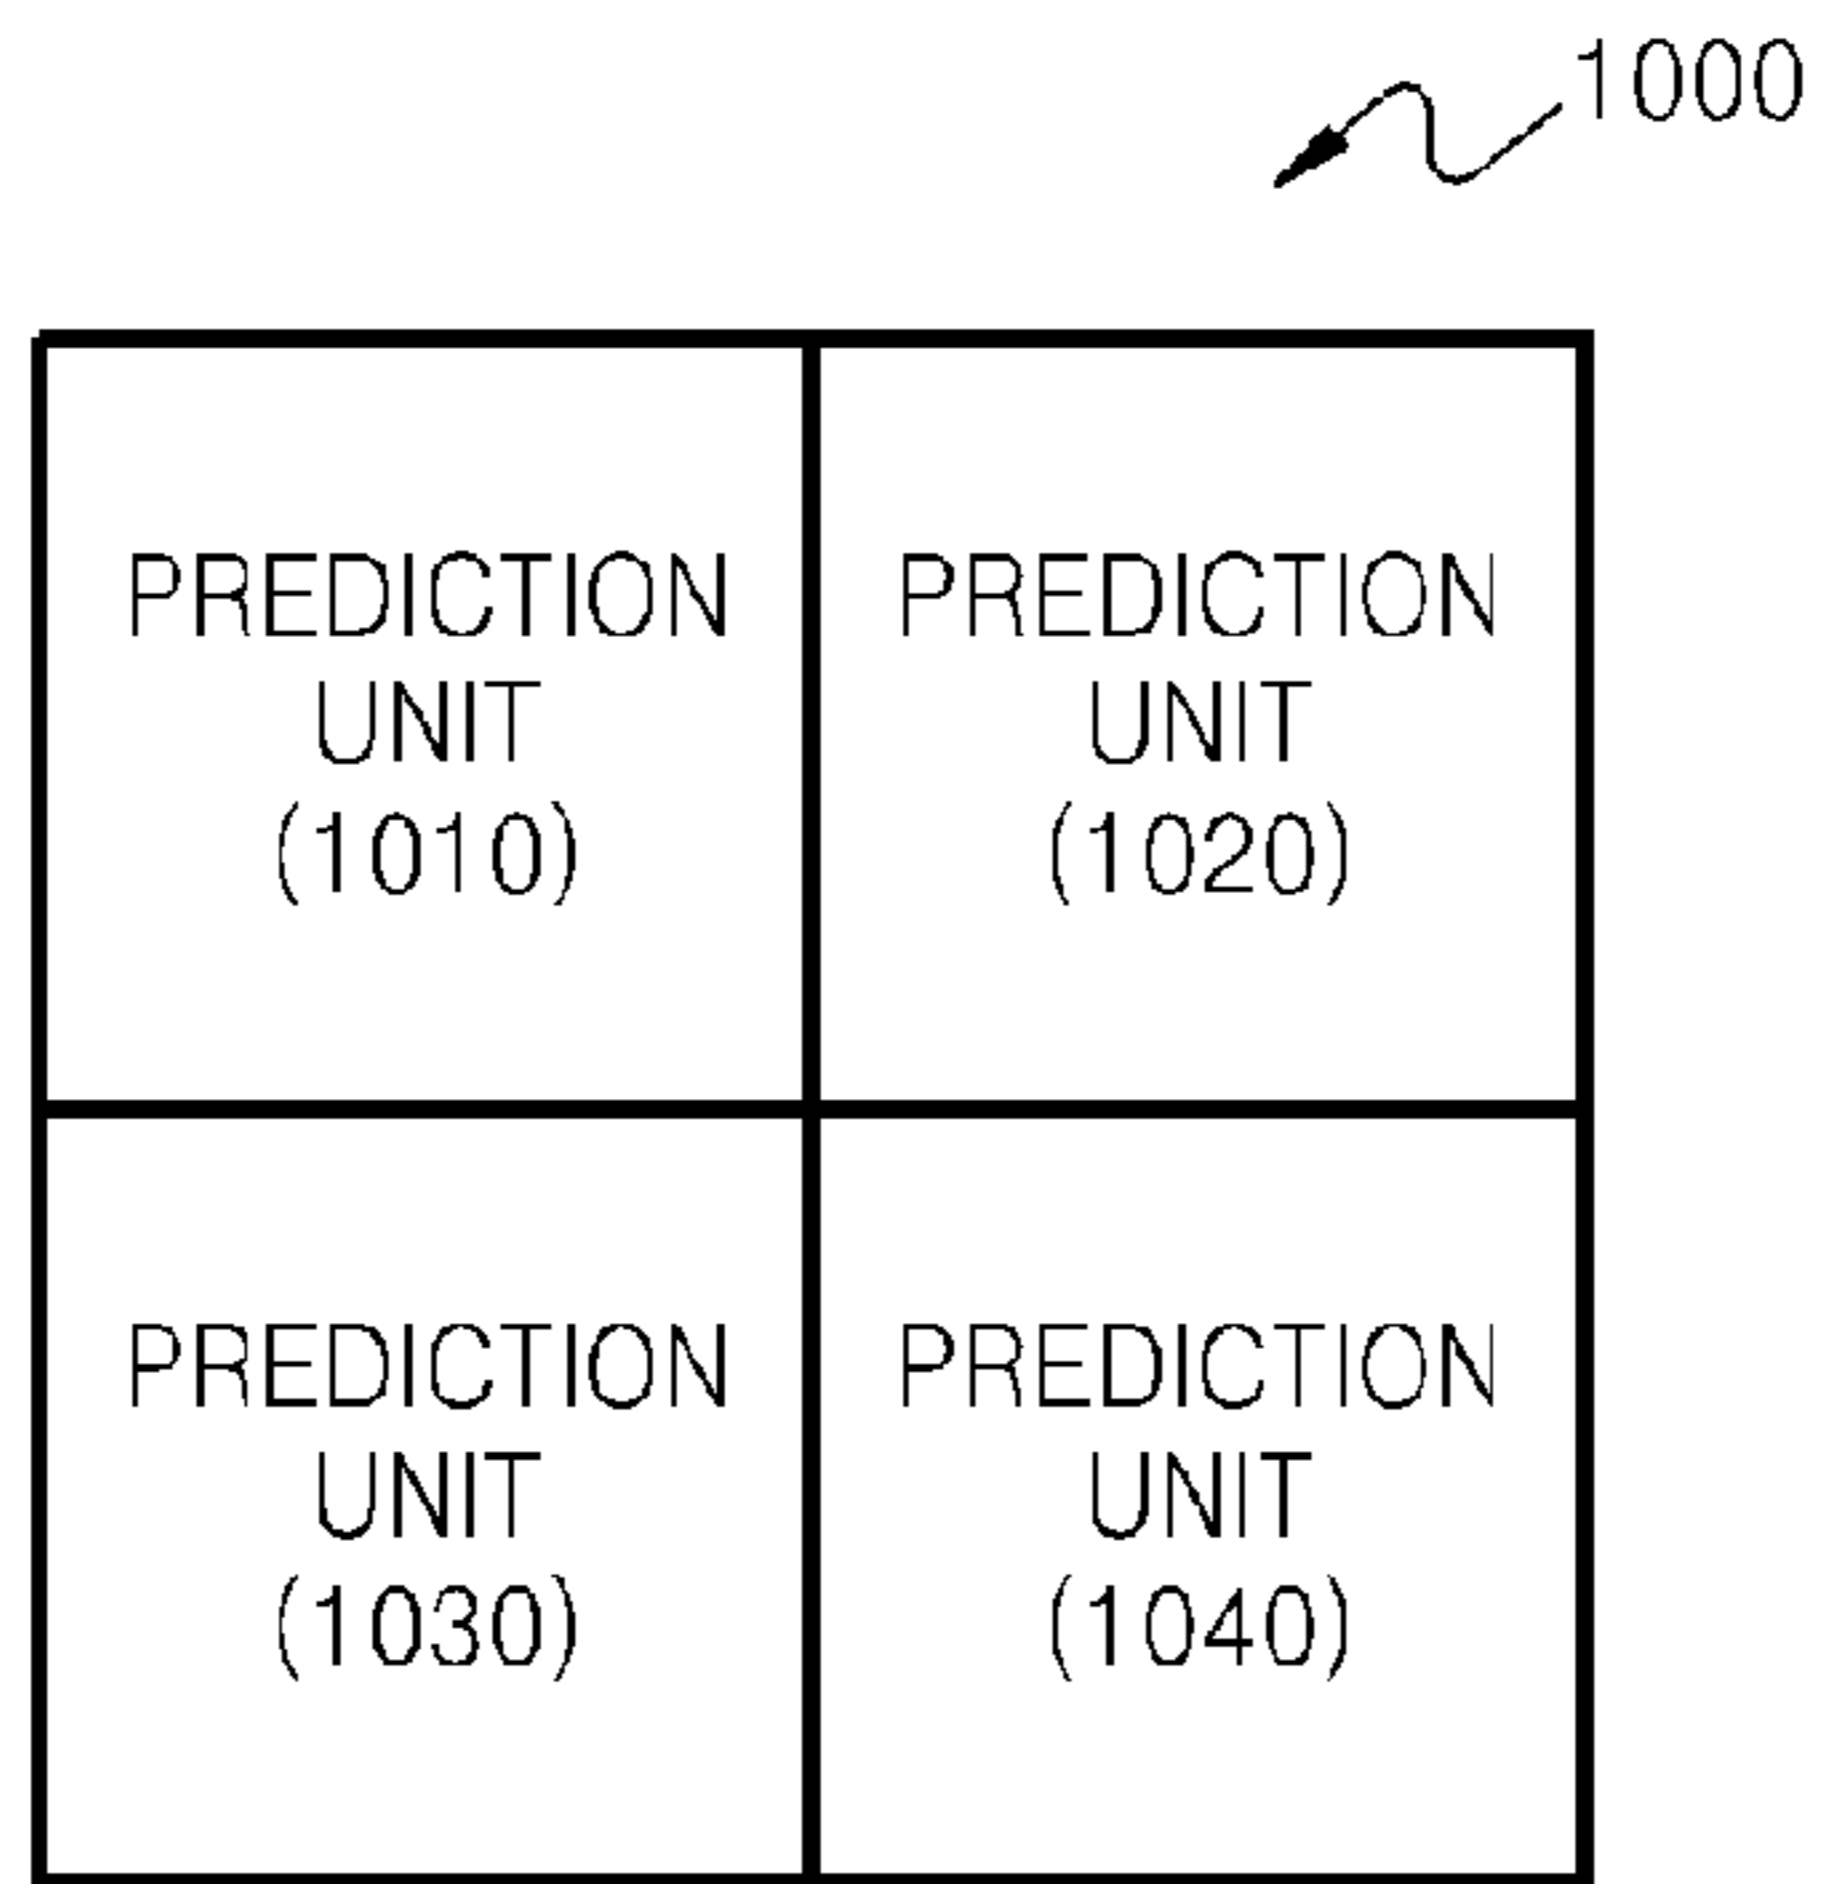 1000
PREDICTION
UNIT
(1010)
PREDICTION
UNIT
(1020)
PREDICTION
UNIT
(1030)
PREDICTION
UNIT
(1040)